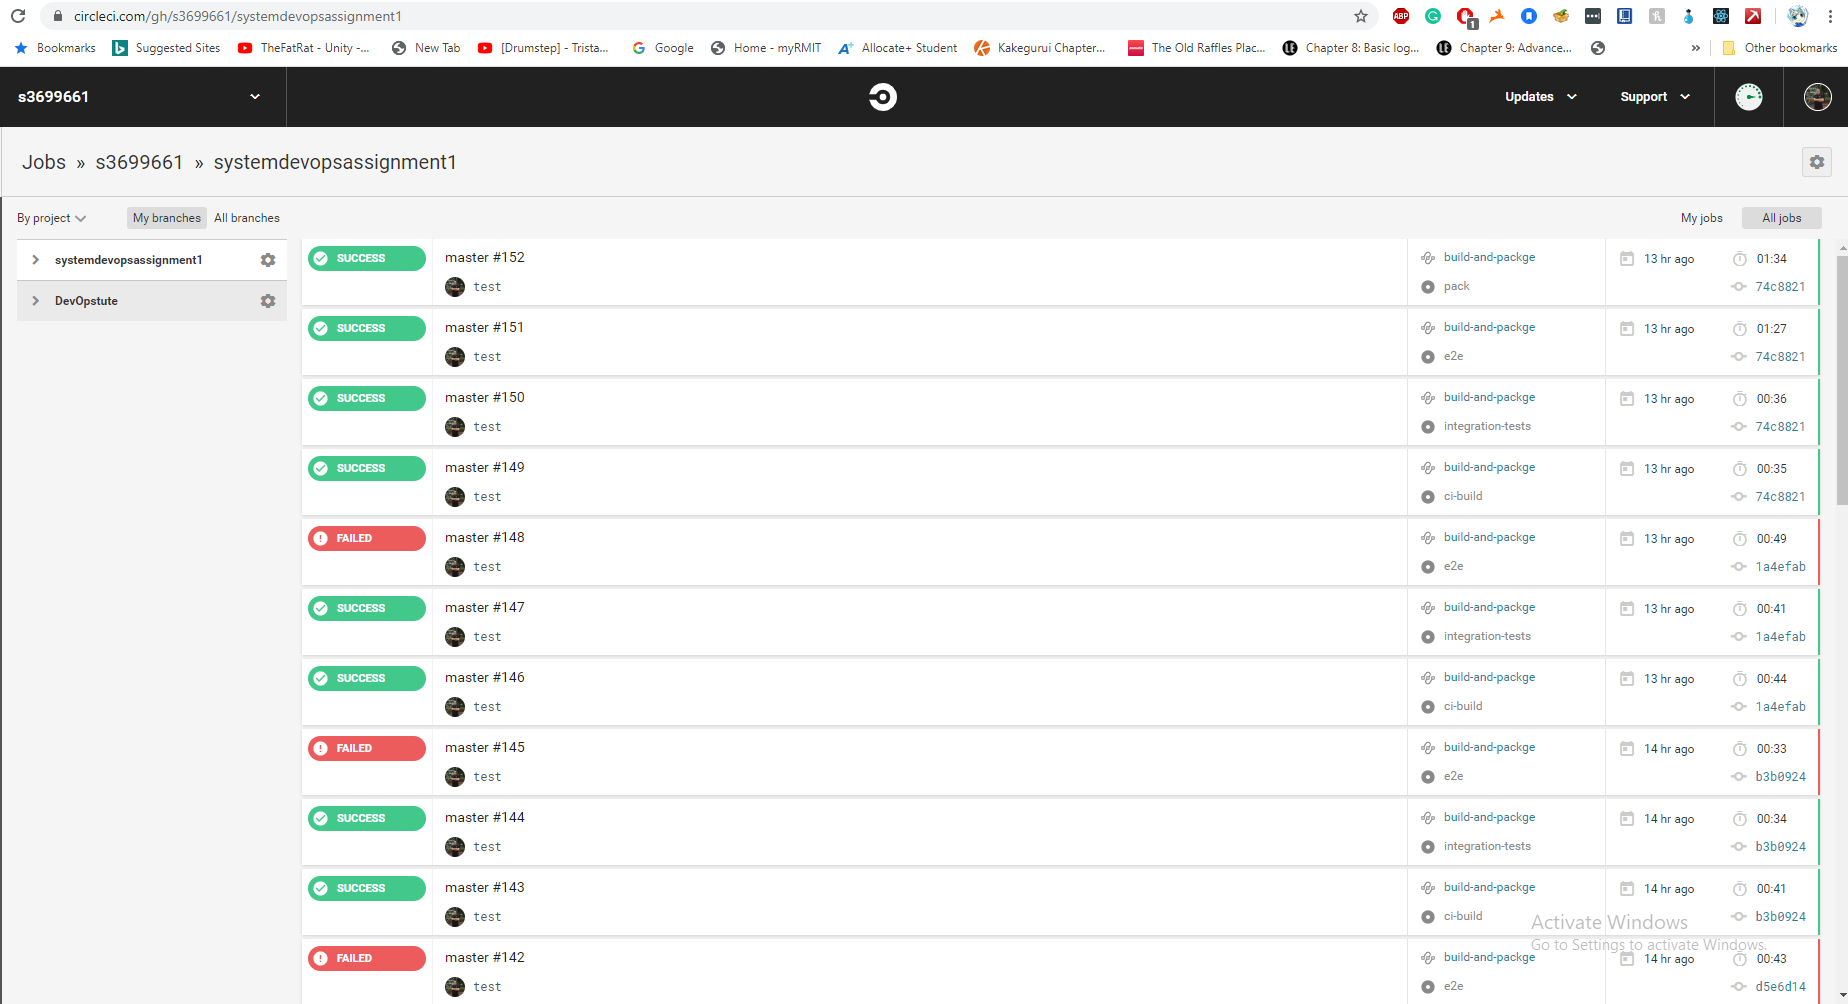 circleci.com/gh/s3699661/systemdevopsassignment1
ABP 1
Bookmarks Suggested Sites TheFatRat - Unity -... New Tab [Drumstep] - Trista... Google Home - myRMIT Allocate+ Student Kakegurui Chapter... The Old Raffles Plac... Chapter 8: Basic log... Chapter 9: Advance... » Other bookmarks
s3699661 Updates Support
Jobs » s3699661 » systemdevopsassignment1
By project My branches All branches My jobs All jobs
systemdevopsassignment1
DevOpstute
SUCCESS master #152 build-and-packge 13 hr ago 01:34
test pack 74c8821
SUCCESS master #151 build-and-packge 13 hr ago 01:27
test e2e 74c8821
SUCCESS master #150 build-and-packge 13 hr ago 00:36
test integration-tests 74c8821
SUCCESS master #149 build-and-packge 13 hr ago 00:35
test ci-build 74c8821
FAILED master #148 build-and-packge 13 hr ago 00:49
test e2e 1a4efab
SUCCESS master #147 build-and-packge 13 hr ago 00:41
test integration-tests 1a4efab
SUCCESS master #146 build-and-packge 13 hr ago 00:44
test ci-build 1a4efab
FAILED master #145 build-and-packge 14 hr ago 00:33
test e2e b3b0924
SUCCESS master #144 build-and-packge 14 hr ago 00:34
test integration-tests b3b0924
SUCCESS master #143 build-and-packge 14 hr ago 00:41
test ci-build b3b0924
Activate Windows
Go to Settings to activate Windows.
FAILED master #142 build-and-packge 14 hr ago 00:43
test e2e d5e6d14